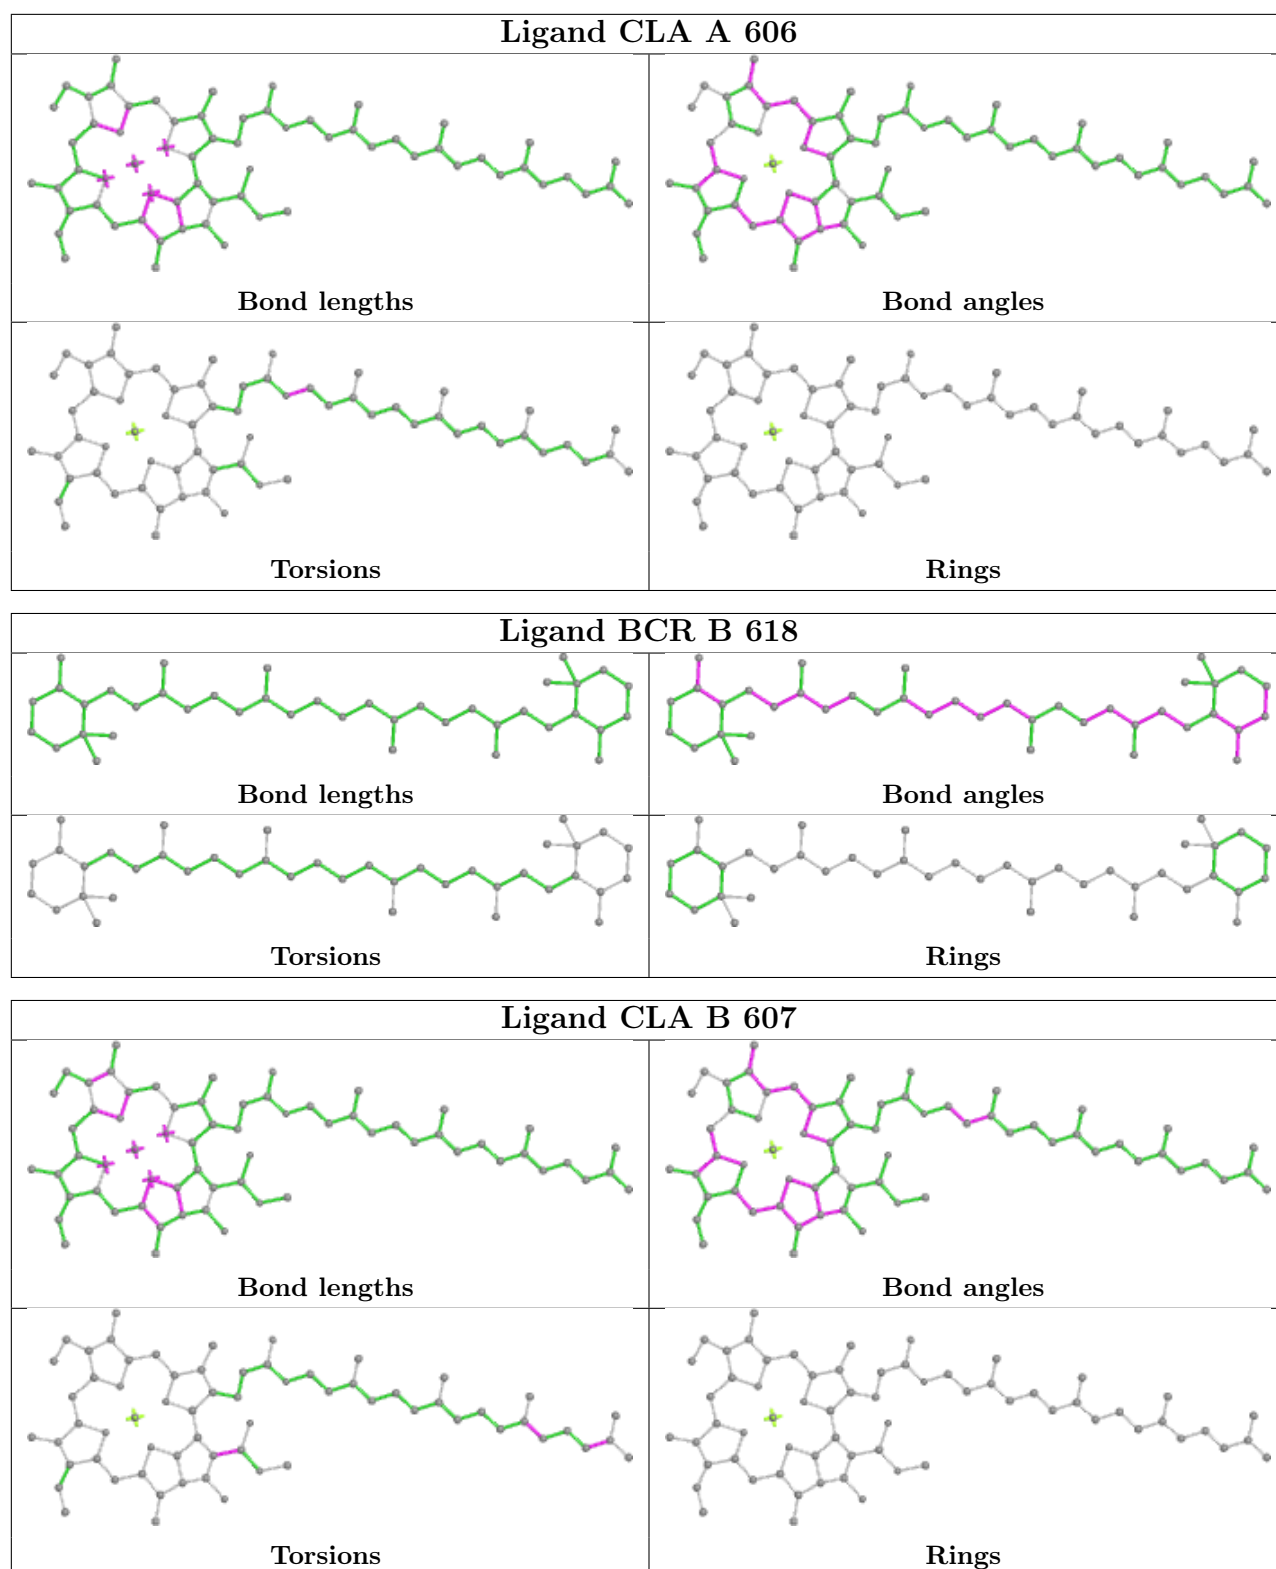 Ligand CLA A 606
Bond lengths
Bond angles
Torsions
Rings
Ligand BCR B 618
Bond lengths
Bond angles
Torsions
Rings
Ligand CLA B 607
Bond lengths
Bond angles
Torsions
Rings